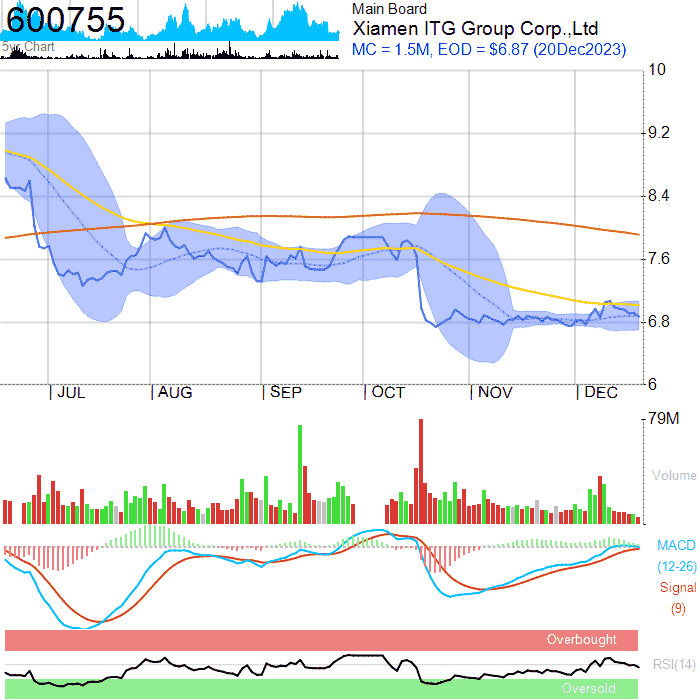 600755
5yr Chart
Main Board
Xiamen ITG Group Corp.,Ltd
MC = 1.5M, EOD = $6.87 (20Dec2023)
10
9.2
8.4
7.6
6.8
6
JUL
AUG
SEP
OCT
NOV
DEC
79M
Volume
MACD
(12-26)
Signal
(9)
Overbought
RSI(14)
Oversold